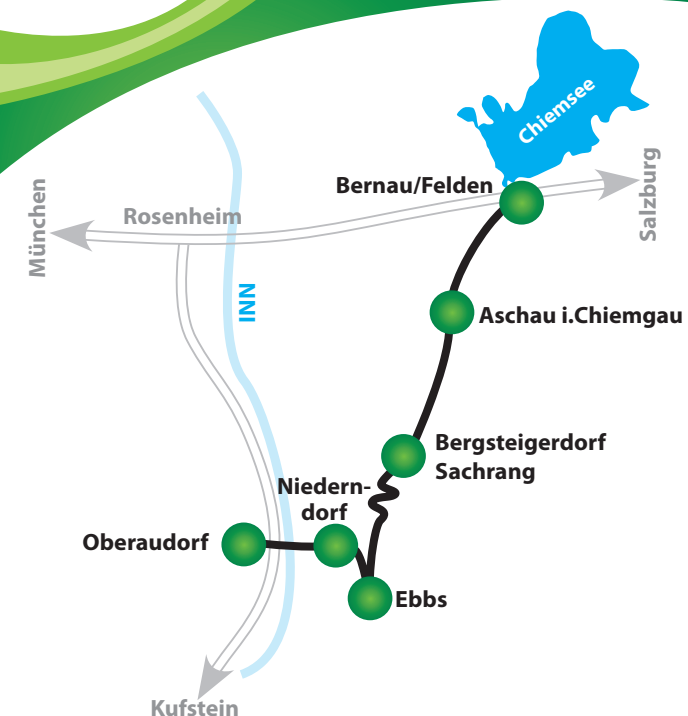 Chiemsee
Bernau/Felden
Salzburg
München
Rosenheim
INN
Aschau i.Chiemgau
Bergsteigerdorf
Sachrang
Niedern-
dorf
Oberaudorf
Ebbs
Kufstein